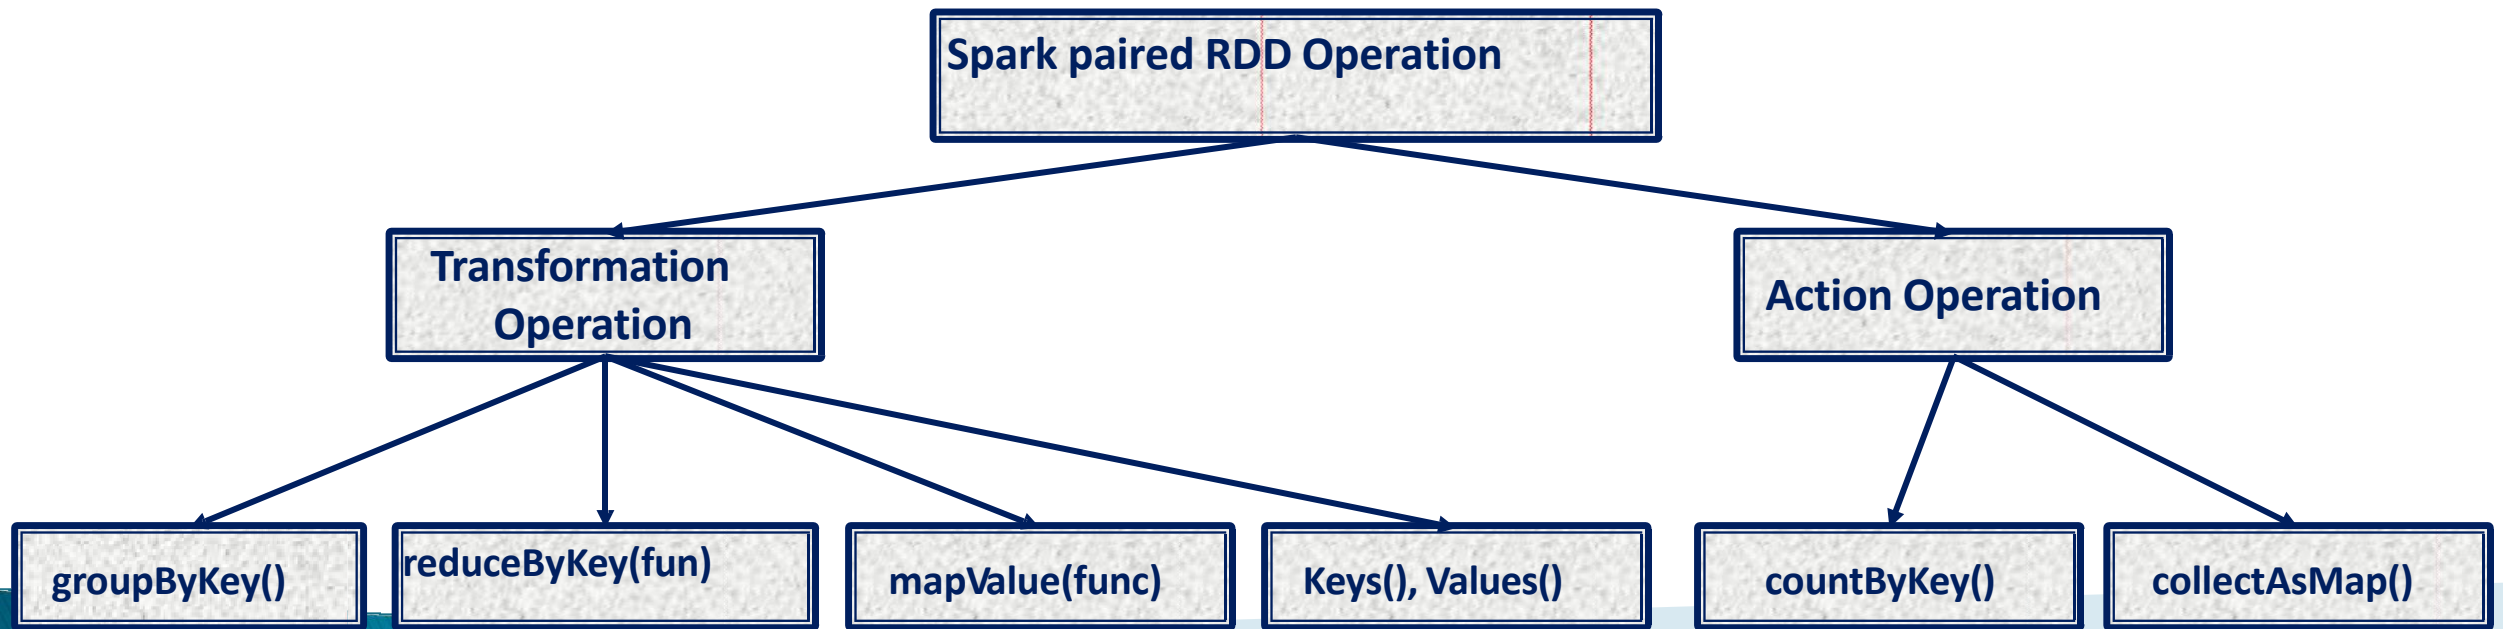 Spark paired RDD Operation
Transformation
Operation
Action Operation
groupByKey()
reduceByKey(fun)
mapValue(func)
Keys(), Values()
countByKey()
collectAsMap()